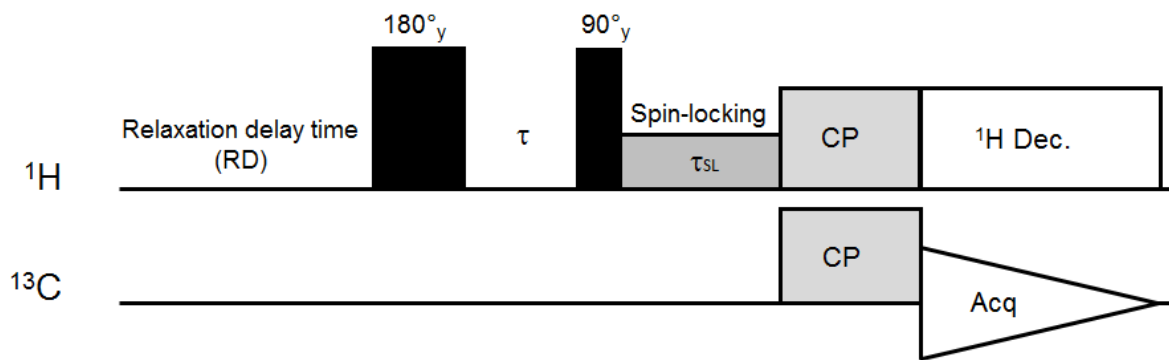 180°y
90°y
Relaxation delay time
(RD)
τ
Spin-locking
τSL
CP
¹H Dec.
¹H
CP
Acq
¹³C